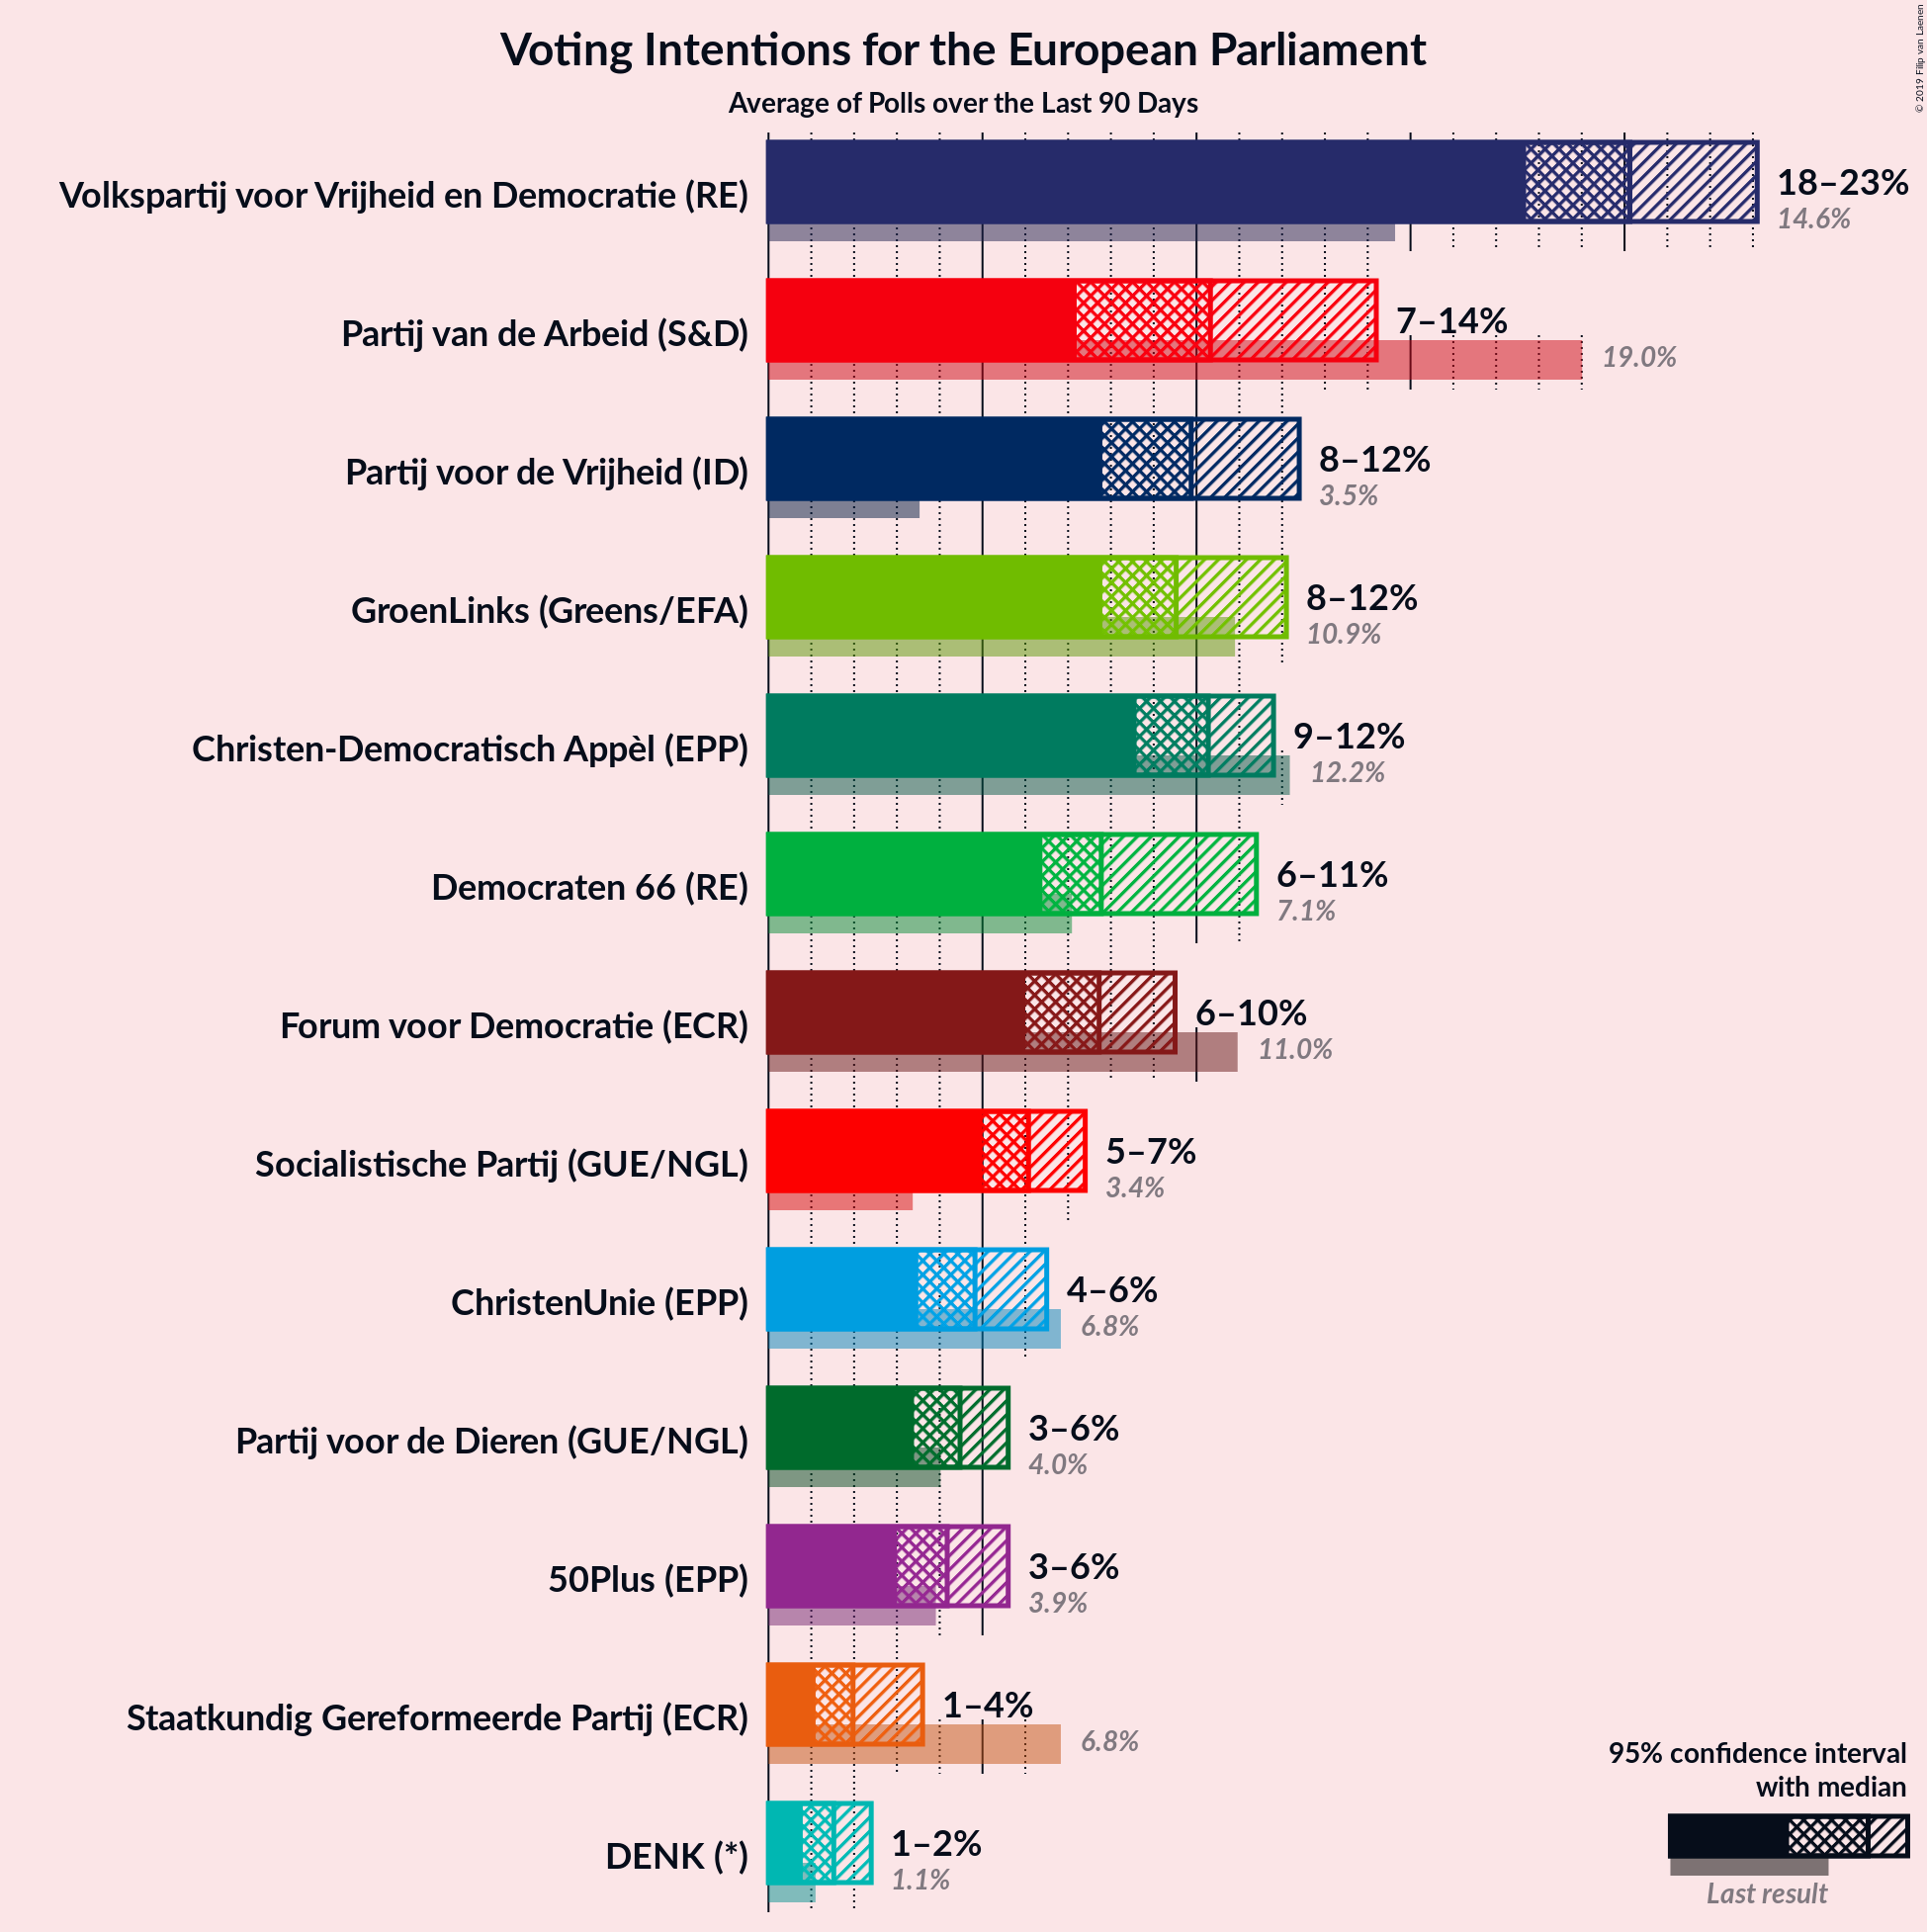 Voting Intentions for the European Parliament
Average of Polls over the Last 90 Days
© 2019 Filip van Laenen
Volkspartij voor Vrijheid en Democratie (RE)
18–23%
14.6%
Partij van de Arbeid (S&D)
7–14%
19.0%
Partij voor de Vrijheid (ID)
8–12%
3.5%
GroenLinks (Greens/EFA)
8–12%
10.9%
Christen-Democratisch Appèl (EPP)
9–12%
12.2%
Democraten 66 (RE)
6–11%
7.1%
Forum voor Democratie (ECR)
6–10%
11.0%
Socialistische Partij (GUE/NGL)
5–7%
3.4%
ChristenUnie (EPP)
4–6%
6.8%
Partij voor de Dieren (GUE/NGL)
3–6%
4.0%
50Plus (EPP)
3–6%
3.9%
Staatkundig Gereformeerde Partij (ECR)
1–4%
6.8%
DENK (*)
1–2%
1.1%
95% confidence interval
with median
Last result